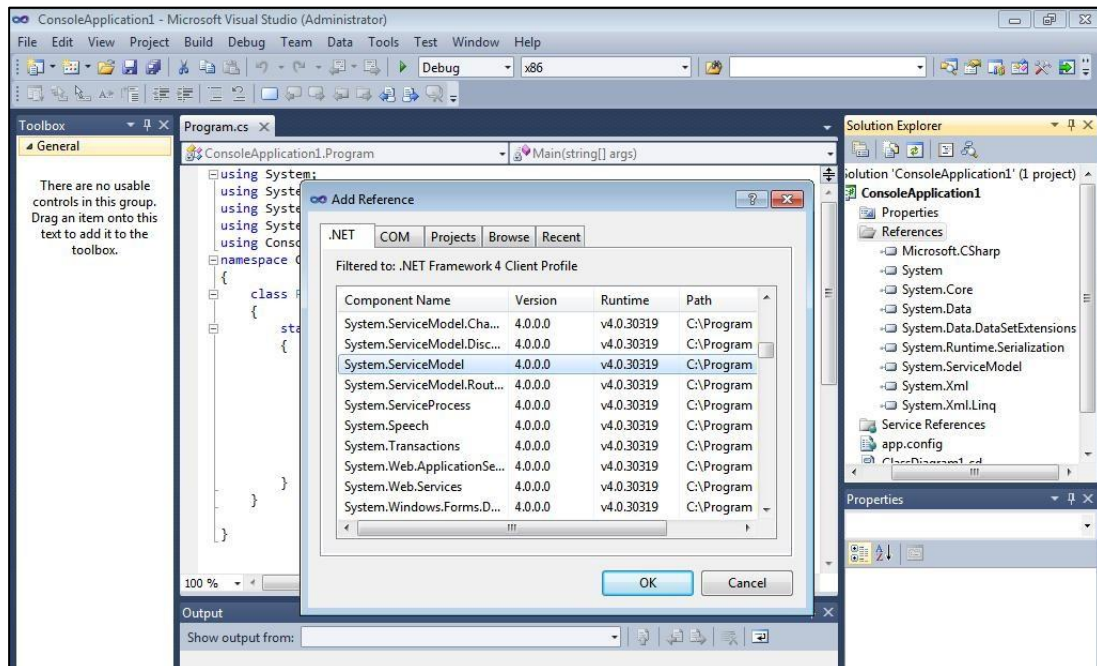 ConsoleApplication1 - Microsoft Visual Studio (Administrator)
File Edit View Project Build Debug Team Data Tools Test Window Help
Debug x86
Toolbox
General
There are no usable
controls in this group.
Drag an item onto this
text to add it to the
toolbox.
Program.cs
ConsoleApplication1.Program Main(string[] args)
using System;
using Syste
using Syste
using Syste
using Conso
namespace
{
class
{
sta
{
}
}
}
100 %
Add Reference
.NET COM Projects Browse Recent
Filtered to: .NET Framework 4 Client Profile
Component Name Version Runtime Path
System.ServiceModel.Cha... 4.0.0.0 v4.0.30319 C:\Program
System.ServiceModel.Disc... 4.0.0.0 v4.0.30319 C:\Program
System.ServiceModel 4.0.0.0 v4.0.30319 C:\Program
System.ServiceModel.Rout... 4.0.0.0 v4.0.30319 C:\Program
System.ServiceProcess 4.0.0.0 v4.0.30319 C:\Program
System.Speech 4.0.0.0 v4.0.30319 C:\Program
System.Transactions 4.0.0.0 v4.0.30319 C:\Program
System.Web.ApplicationSe... 4.0.0.0 v4.0.30319 C:\Program
System.Web.Services 4.0.0.0 v4.0.30319 C:\Program
System.Windows.Forms.D... 4.0.0.0 v4.0.30319 C:\Program
OK Cancel
Output
Show output from:
Solution Explorer
Solution 'ConsoleApplication1' (1 project)
ConsoleApplication1
Properties
References
Microsoft.CSharp
System
System.Core
System.Data
System.Data.DataSetExtensions
System.Runtime.Serialization
System.ServiceModel
System.Xml
System.Xml.Linq
Service References
app.config
ClassDiagram1.cd
Properties